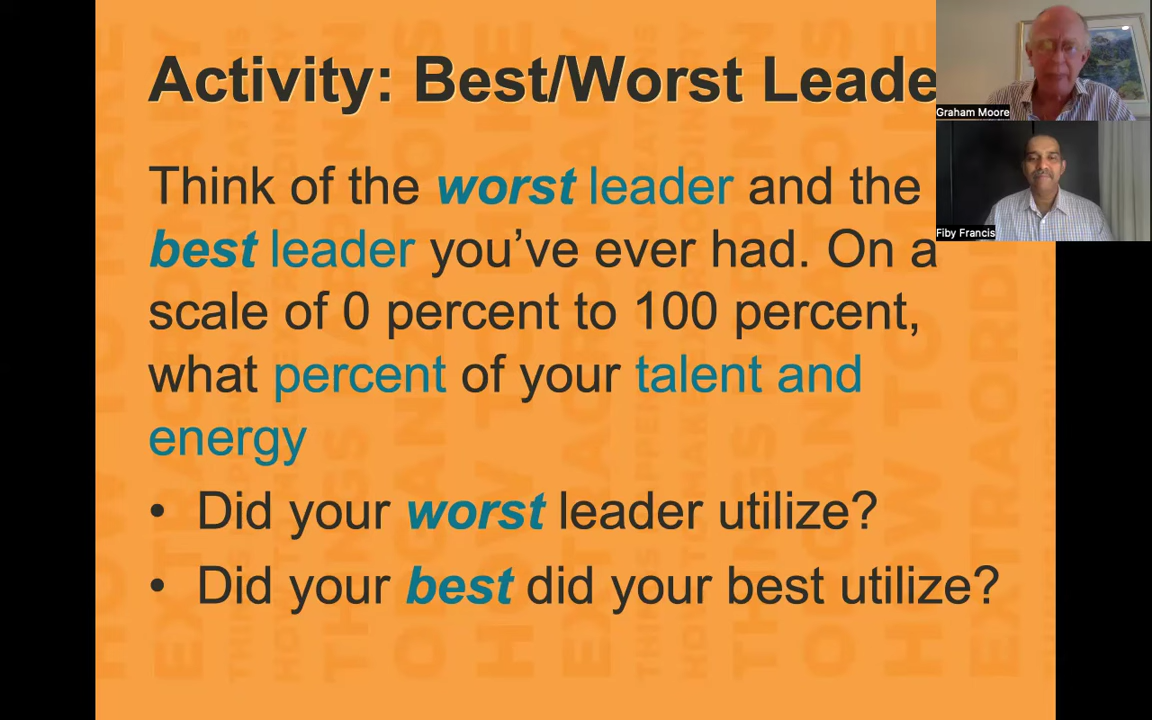 Activity: Best/Worst Leade
Think of the worst leader and the
best leader you've ever had. On a
scale of 0 percent to 100 percent,
what percent of your talent and
energy
• Did your worst leader utilize?
• Did your best did your best utilize?
Graham Moore
Fiby Francis